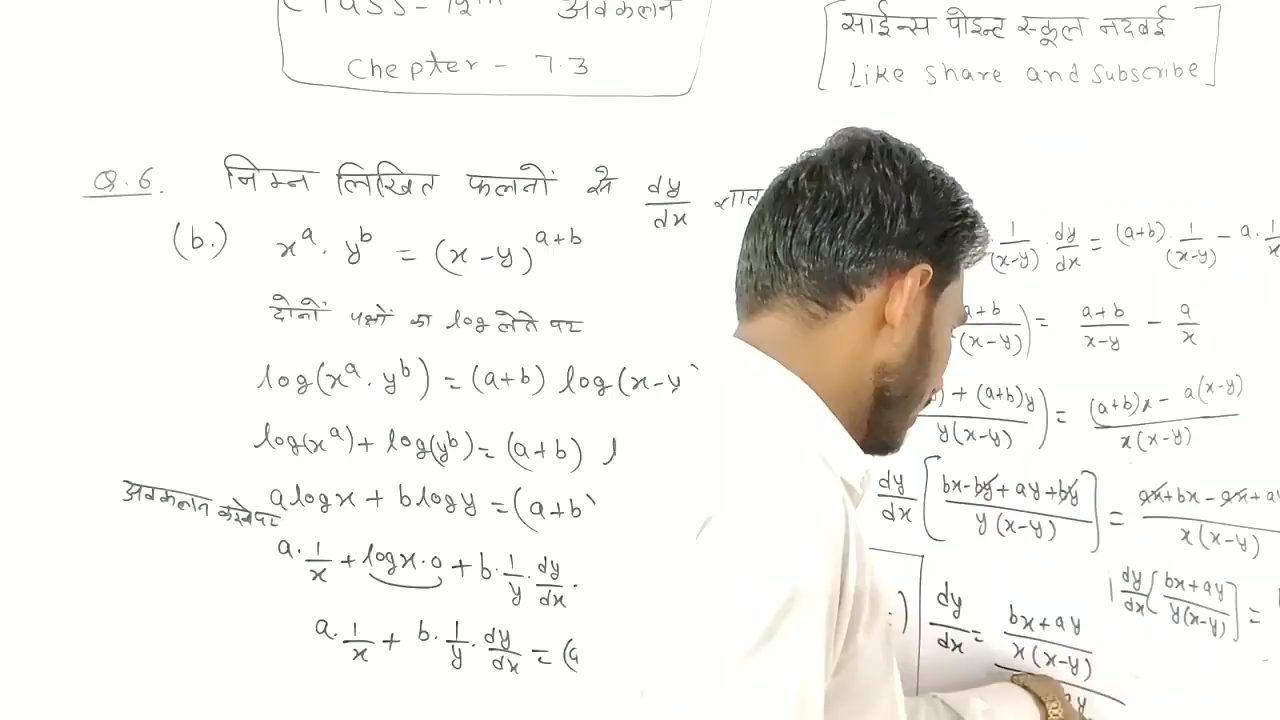 Class - 12th अवकलन
Chepter - 7.3
साईन्स पोइन्ट स्कूल नदबई
Like share and subscribe
Q.6. निम्न लिखित फलनों से dy/dx
(b.) x^a . y^b = (x-y)^(a+b)
दोनों पक्षों का log लेने पर
log(x^a . y^b) = (a+b) log(x-y
log(x^a) + log(y^b) = (a+b) l
a log x + b log y = (a+b
अवकलन करने पर
a. 1/x + log x . 0 + b. 1/y . dy/dx .
a. 1/x + b. 1/y . dy/dx = (a
1/(x-y) . dy/dx = (a+b) . 1/(x-y) - a. 1/x
a+b/(x-y) ) = a+b/x-y - a/x
) + (a+b)y / y(x-y) ) = (a+b)x - a(x-y) / x(x-y)
dy/dx [ bx - by + ay + by / y(x-y) ] = ax + bx - ax + a / x(x-y)
dy/dx [ bx + ay / y(x-y) ] =
:) dy/dx = bx + ay / x(x-y)